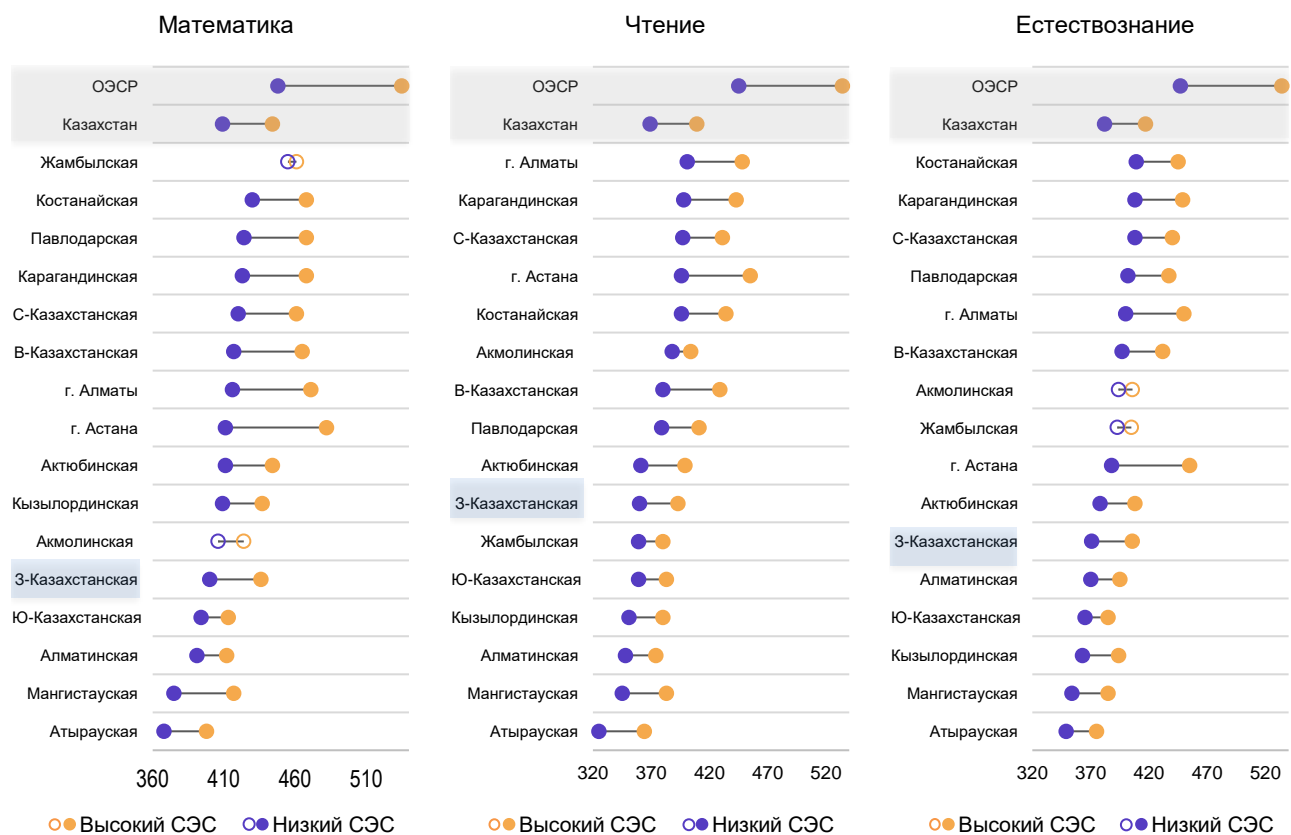 Математика
ОЭСР
Казахстан
Жамбылская
Костанайская
Павлодарская
Карагандинская
С-Казахстанская
В-Казахстанская
г. Алматы
г. Астана
Актюбинская
Кызылординская
Акмолинская
З-Казахстанская
Ю-Казахстанская
Алматинская
Мангистауская
Атырауская
360 410 460 510
Высокий СЭС Низкий СЭС
Чтение
ОЭСР
Казахстан
г. Алматы
Карагандинская
С-Казахстанская
г. Астана
Костанайская
Акмолинская
В-Казахстанская
Павлодарская
Актюбинская
З-Казахстанская
Жамбылская
Ю-Казахстанская
Кызылординская
Алматинская
Мангистауская
Атырауская
320 370 420 470 520
Высокий СЭС Низкий СЭС
Естествознание
ОЭСР
Казахстан
Костанайская
Карагандинская
С-Казахстанская
Павлодарская
г. Алматы
В-Казахстанская
Акмолинская
Жамбылская
г. Астана
Актюбинская
З-Казахстанская
Алматинская
Ю-Казахстанская
Кызылординская
Мангистауская
Атырауская
320 370 420 470 520
Высокий СЭС Низкий СЭС